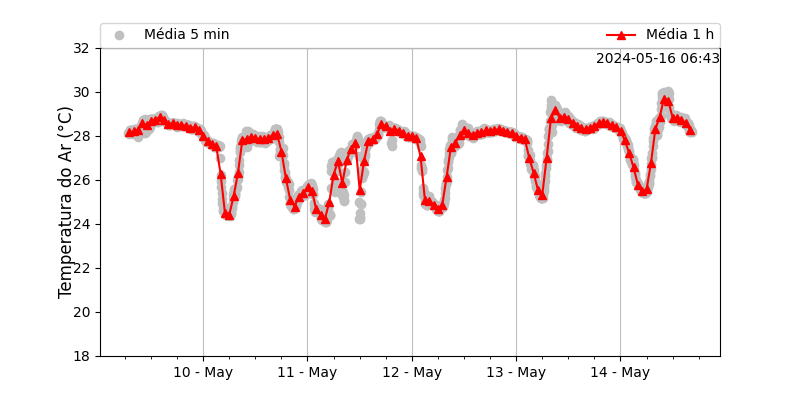 Média 5 min
Média 1 h
2024-05-16 06:43
Temperatura do Ar (°C)
32
30
28
26
24
22
20
18
10 - May
11 - May
12 - May
13 - May
14 - May